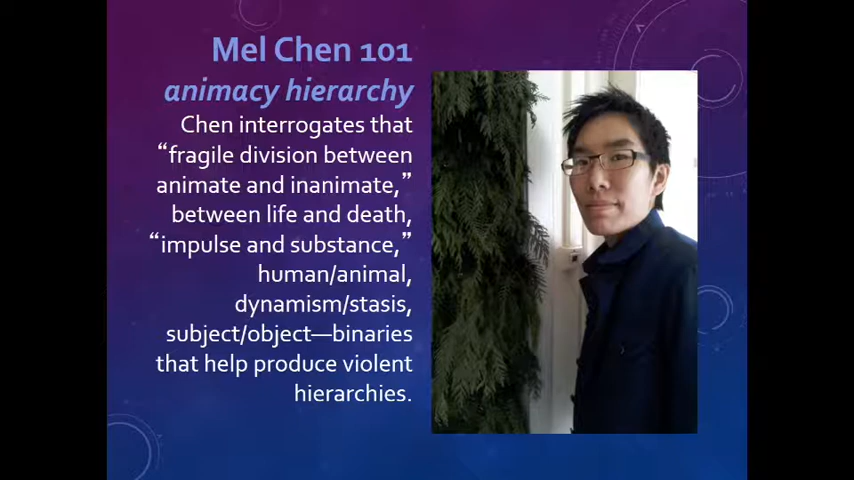 Mel Chen 101
animacy hierarchy
Chen interrogates that
“fragile division between
animate and inanimate,”
between life and death,
“impulse and substance,”
human/animal,
dynamism/stasis,
subject/object—binaries
that help produce violent
hierarchies.